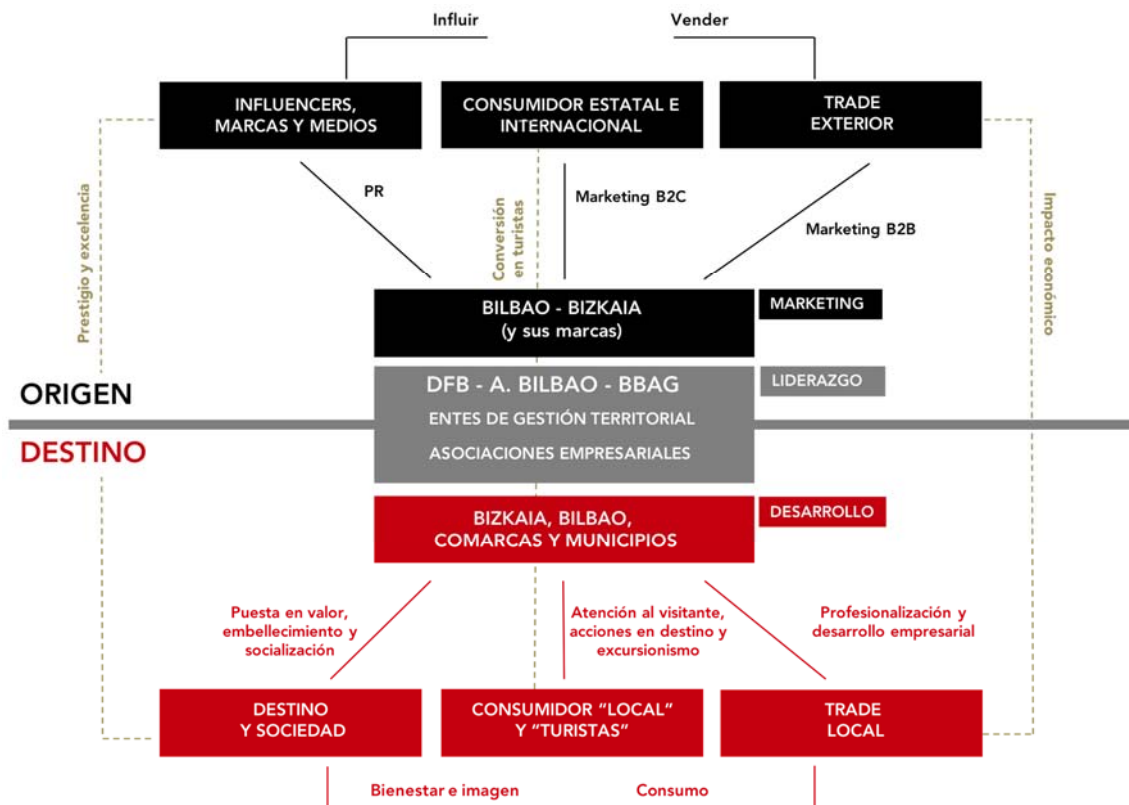 Influir
Vender
INFLUENCERS,
MARCAS Y MEDIOS
CONSUMIDOR ESTATAL E
INTERNACIONAL
TRADE
EXTERIOR
Prestigio y excelencia
PR
Conversión
en turistas
Marketing B2C
Marketing B2B
Impacto económico
BILBAO - BIZKAIA
(y sus marcas)
MARKETING
DFB - A. BILBAO - BBAG
LIDERAZGO
ENTES DE GESTIÓN TERRITORIAL
ASOCIACIONES EMPRESARIALES
ORIGEN
DESTINO
BIZKAIA, BILBAO,
COMARCAS Y MUNICIPIOS
DESARROLLO
Puesta en valor,
embellecimiento y
socialización
Atención al visitante,
acciones en destino y
excursionismo
Profesionalización y
desarrollo empresarial
DESTINO
Y SOCIEDAD
CONSUMIDOR “LOCAL”
Y “TURISTAS”
TRADE
LOCAL
Bienestar e imagen
Consumo